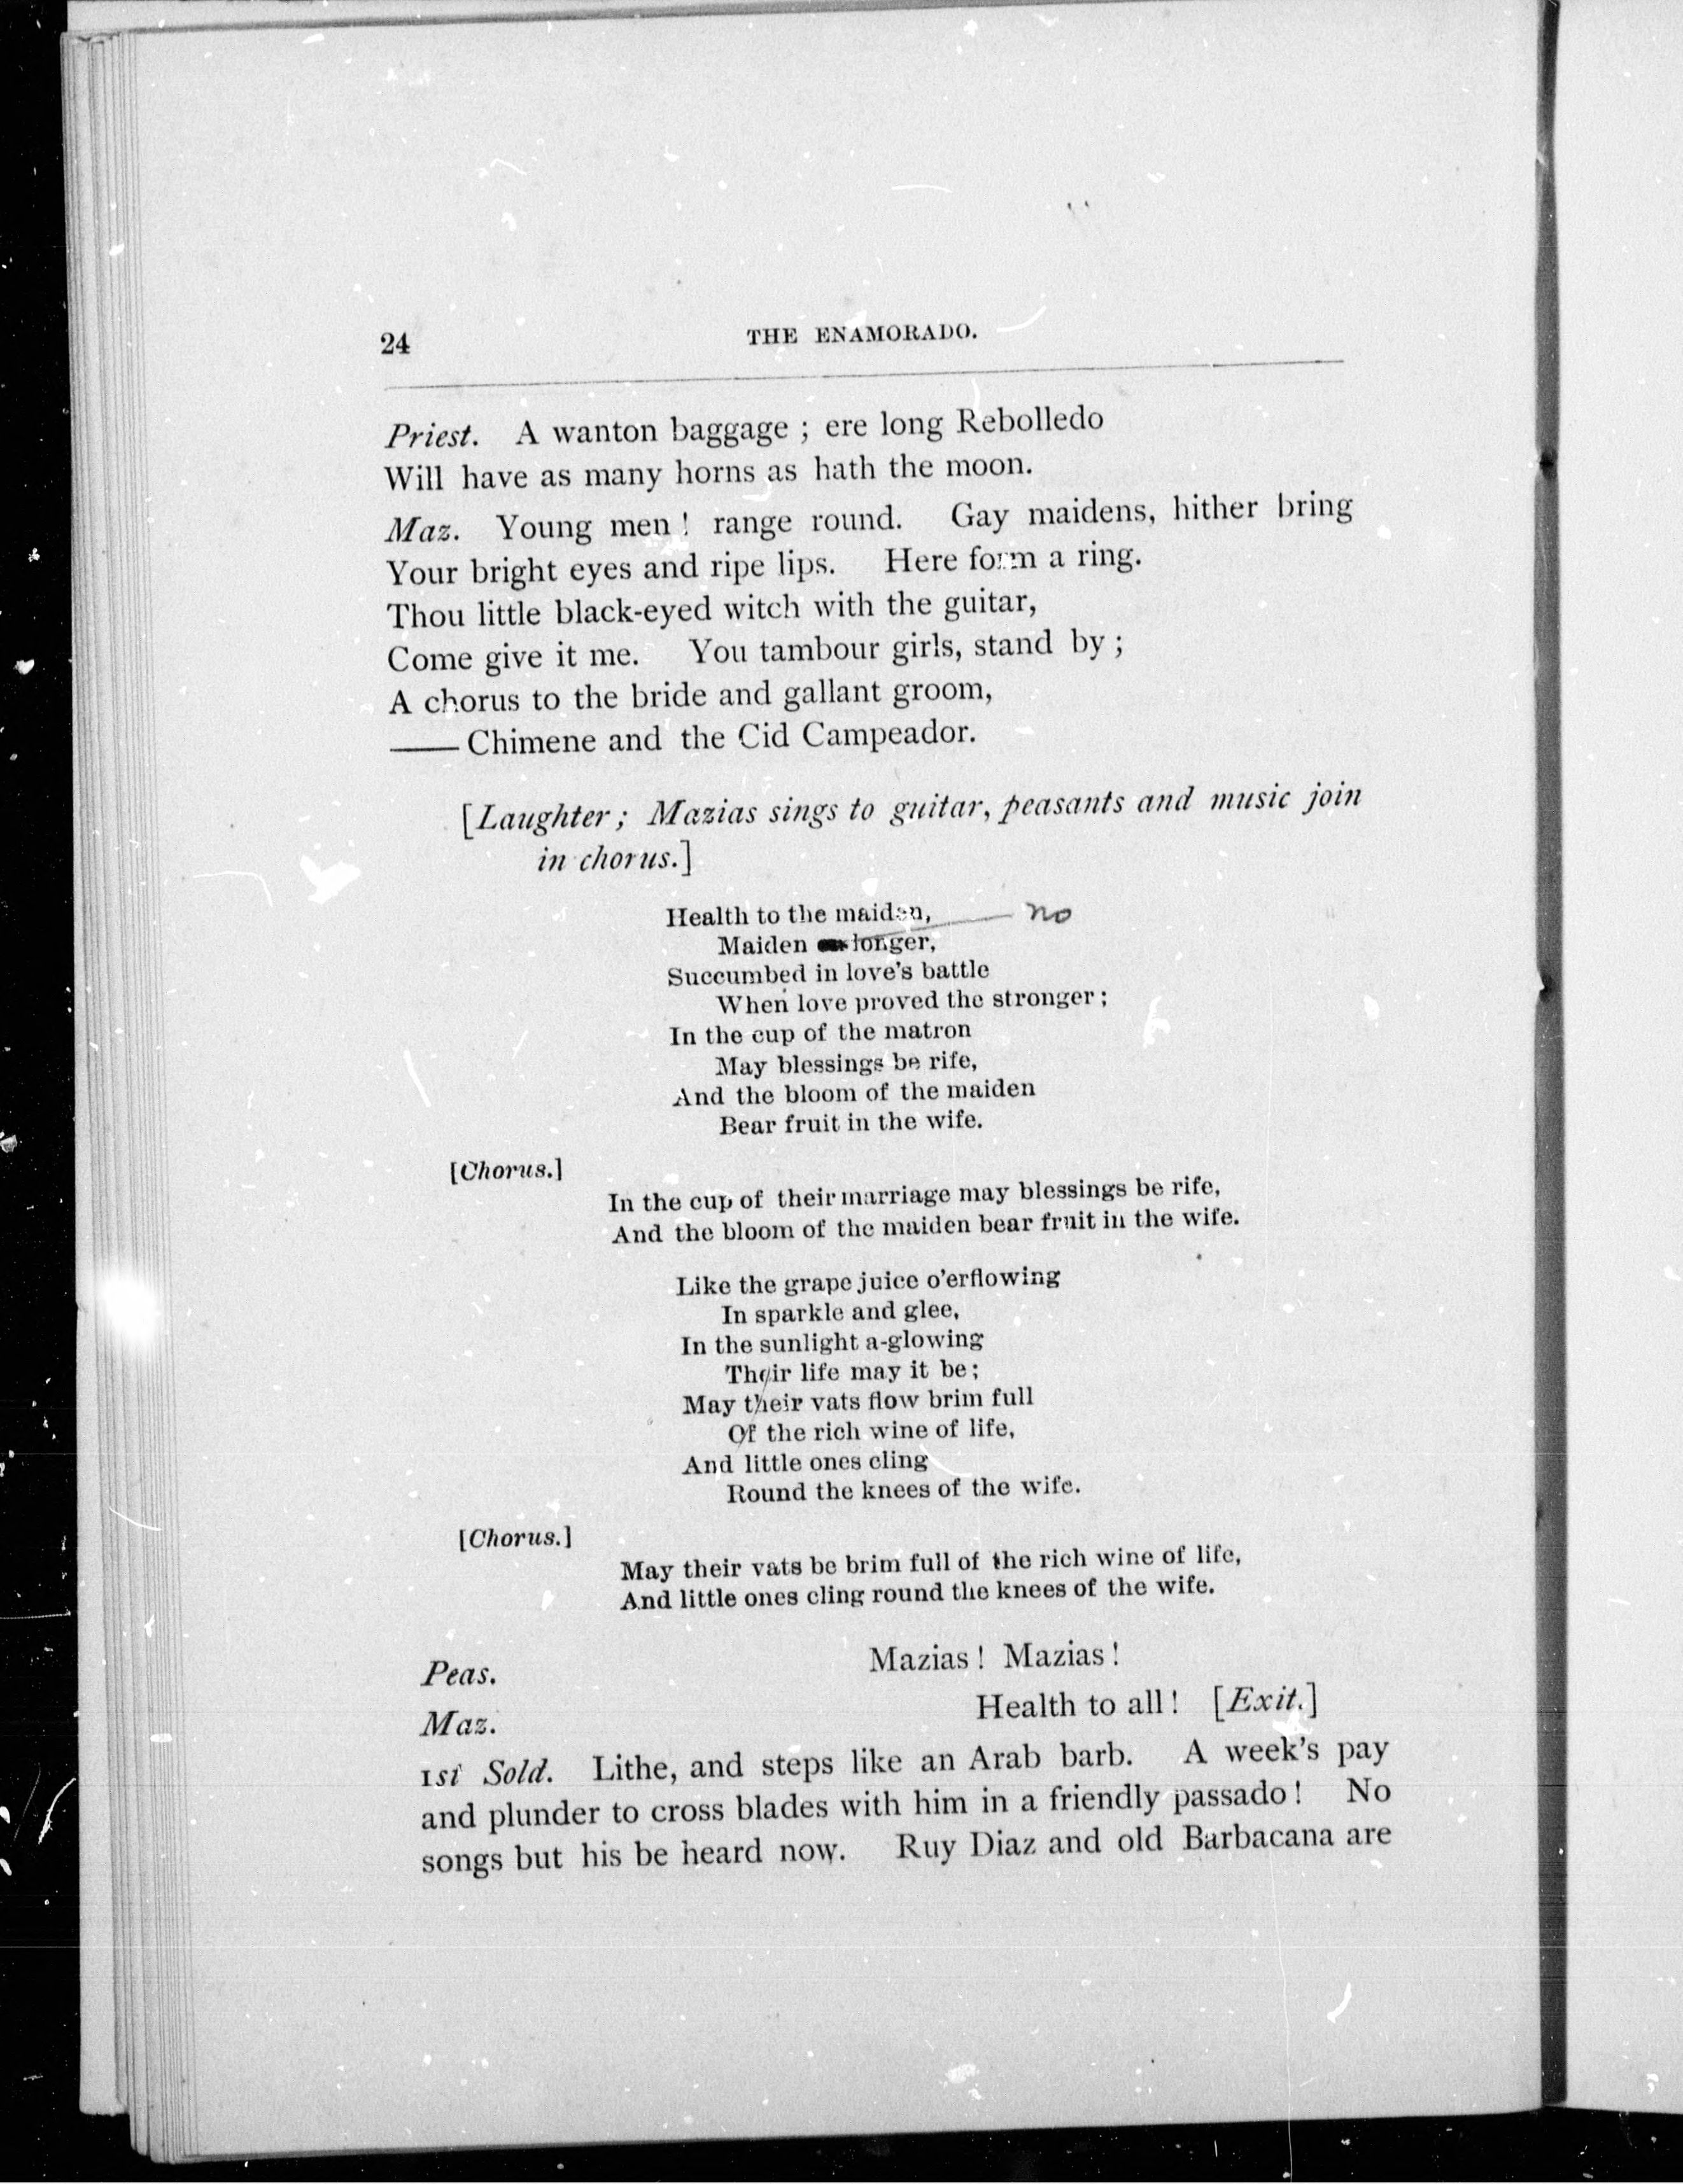 24 THE ENAMORADO.
Priest. A wanton baggage ; ere long Rebolledo
Will have as many horns as hath the moon.
Maz. Young men ! range round. Gay maidens, hither bring
Your bright eyes and ripe lips. Here form a ring.
Thou little black-eyed witch with the guitar,
Come give it me. You tambour girls, stand by ;
A chorus to the bride and gallant groom,
—— Chimene and the Cid Campeador.
[Laughter ; Mazias sings to guitar, peasants and music join
in chorus.]
Health to the maiden, no
Maiden longer,
Succumbed in love's battle
When love proved the stronger ;
In the cup of the matron
May blessings be rife,
And the bloom of the maiden
Bear fruit in the wife.
[Chorus.]
In the cup of their marriage may blessings be rife,
And the bloom of the maiden bear fruit in the wife.
Like the grape juice o'erflowing
In sparkle and glee,
In the sunlight a-glowing
Their life may it be ;
May their vats flow brim full
Of the rich wine of life,
And little ones cling
Round the knees of the wife.
[Chorus.]
May their vats be brim full of the rich wine of life,
And little ones cling round the knees of the wife.
Peas. Mazias ! Mazias !
Maz. Health to all ! [Exit.]
1st Sold. Lithe, and steps like an Arab barb. A week's pay
and plunder to cross blades with him in a friendly passado ! No
songs but his be heard now. Ruy Diaz and old Barbacana are